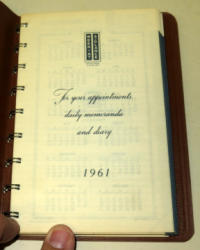 For your appointments,
daily memoranda
and diary
1961